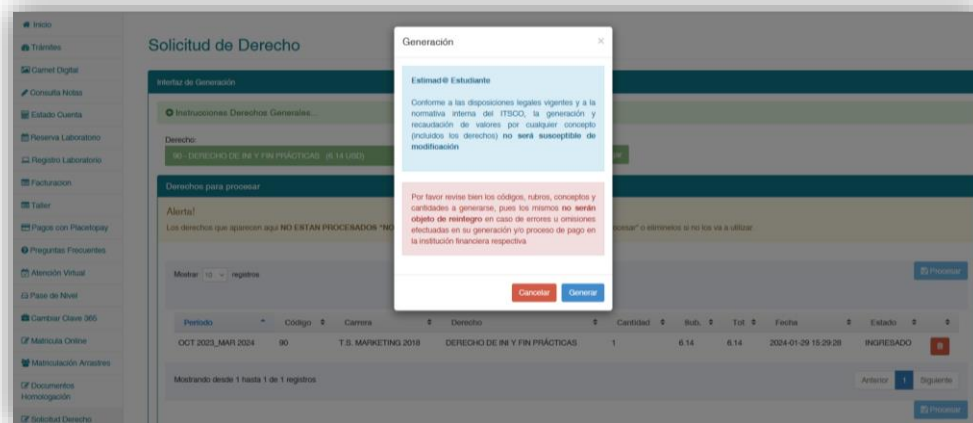 Inicio
Trámites
Carnet Digital
Consulta Notas
Estado Cuenta
Reserva Laboratorio
Registro Laboratorio
Facturacion
Taller
Pagos con Placetopay
Preguntas Frecuentes
Atención Virtual
Pase de Nivel
Cambiar Clave 365
Matricula Online
Matriculación Arrastres
Documentos
Homologación
Solicitud Derecho
Solicitud de Derecho
Interfaz de Generación
Instrucciones Derechos Generales...
Derecho:
90 - DERECHO DE INI Y FIN PRÁCTICAS (6.14 USD)
Derechos para procesar
Alerta!
Los derechos que aparecen aqui NO ESTAN PROCESADOS "NO
ocesar" o eliminelos si no los va a utilizar.
Mostrar 10 registros
Procesar
Periodo Código Carrera Derecho Cantidad Sub. Tot Fecha Estado
OCT 2023_MAR 2024 90 T.S. MARKETING 2018 DERECHO DE INI Y FIN PRÁCTICAS 1 6.14 6.14 2024-01-29 15:29:28 INGRESADO
Mostrando desde 1 hasta 1 de 1 registros
Anterior 1 Siguiente
Procesar
Generación ×
Estimad@ Estudiante
Conforme a las disposiciones legales vigentes y a la
normativa interna del ITSCO, la generación y
recaudación de valores por cualquier concepto
(incluidos los derechos) no será susceptible de
modificación
Por favor revise bien los códigos, rubros, conceptos y
cantidades a generarse, pues los mismos no serán
objeto de reintegro en caso de errores u omisiones
efectuadas en su generación y/o proceso de pago en
la institución financiera respectiva
Cancelar Generar